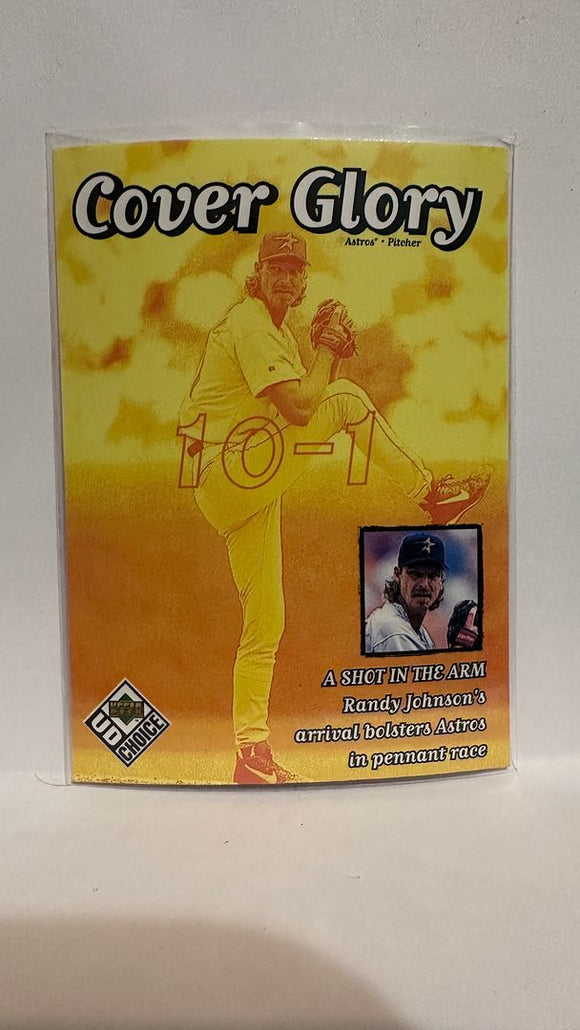 Cover Glory
Astros® • Pitcher
10-1
A SHOT IN THE ARM
Randy Johnson's
arrival bolsters Astros
in pennant race
UD
UPPER
DECK
CHOICE